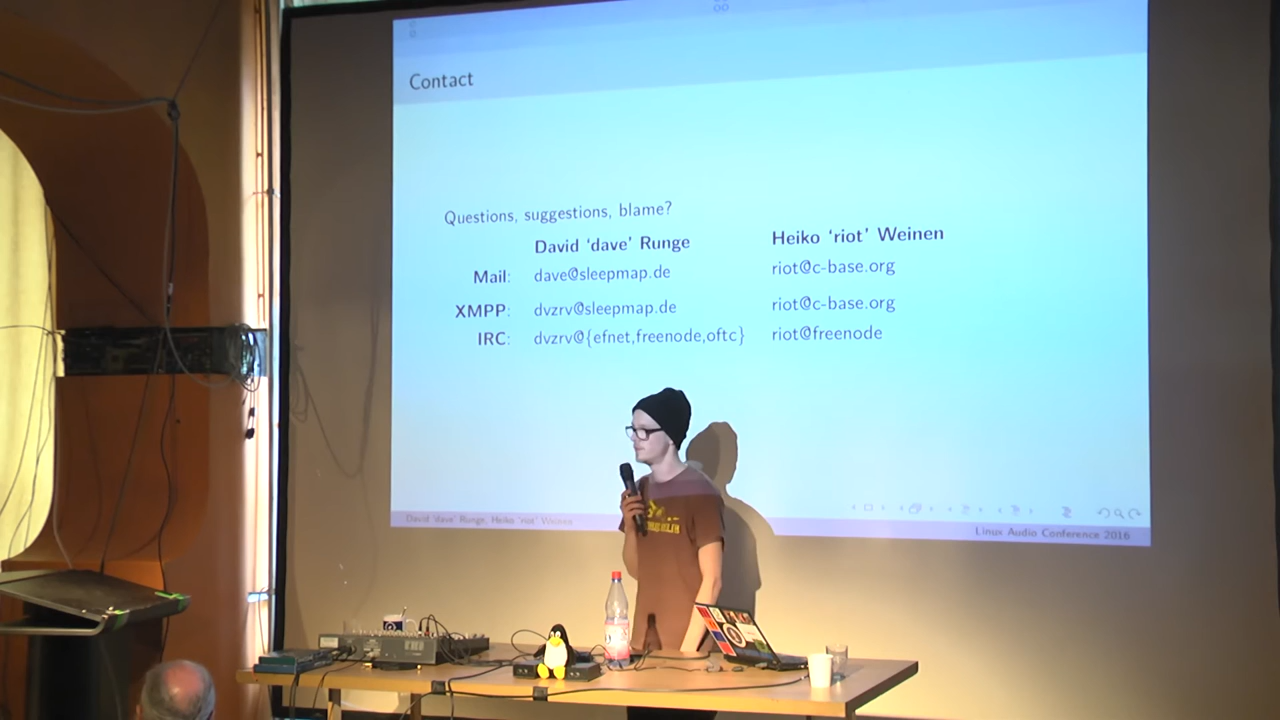 Contact
Questions, suggestions, blame?
David ‘dave’ Runge Heiko ‘riot’ Weinen
Mail: dave@sleepmap.de riot@c-base.org
XMPP: dvzrv@sleepmap.de riot@c-base.org
IRC: dvzrv@{efnet,freenode,oftc} riot@freenode
David ‘dave’ Runge, Heiko ‘riot’ Weinen
Linux Audio Conference 2016